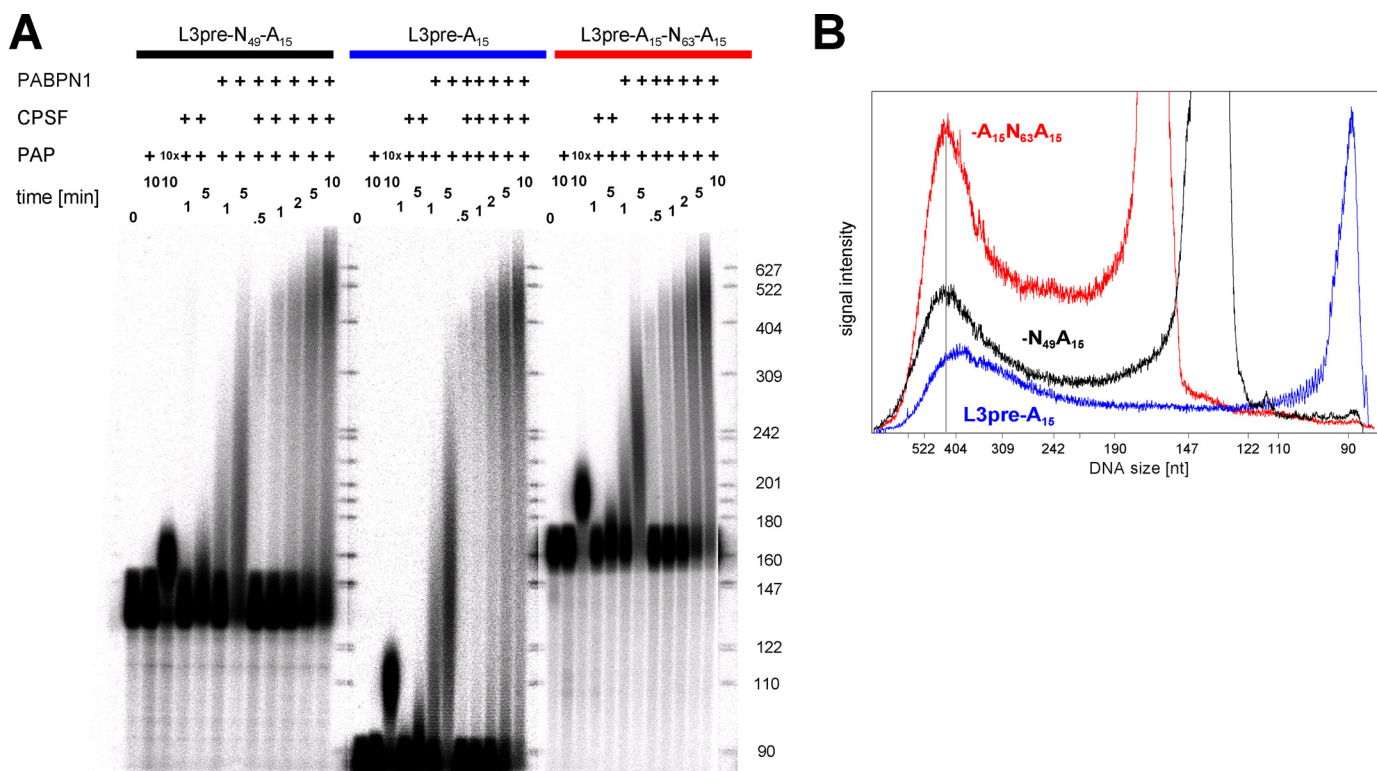 A
B
L3pre-N49-A15 L3pre-A15 L3pre-A15-N63-A15
PABPN1 + + + + + + + + + + + + + + + + + + + + +
CPSF + + + + + + + + + + + + + + + + + + + + +
PAP + 10x + + + + + + + + + + 10x + + + + + + + + + + 10x + + + + + + + + +
time [min] 0 10 10 1 5 1 5 .5 1 2 5 10 0 10 10 1 5 1 5 .5 1 2 5 10 0 10 10 1 5 1 5 .5 1 2 5 10
627
522
404
309
242
201
180
160
147
122
110
90
signal intensity
-A15N63A15
-N49A15
L3pre-A15
522 404 309 242 190 147 122 110 90
DNA size [nt]